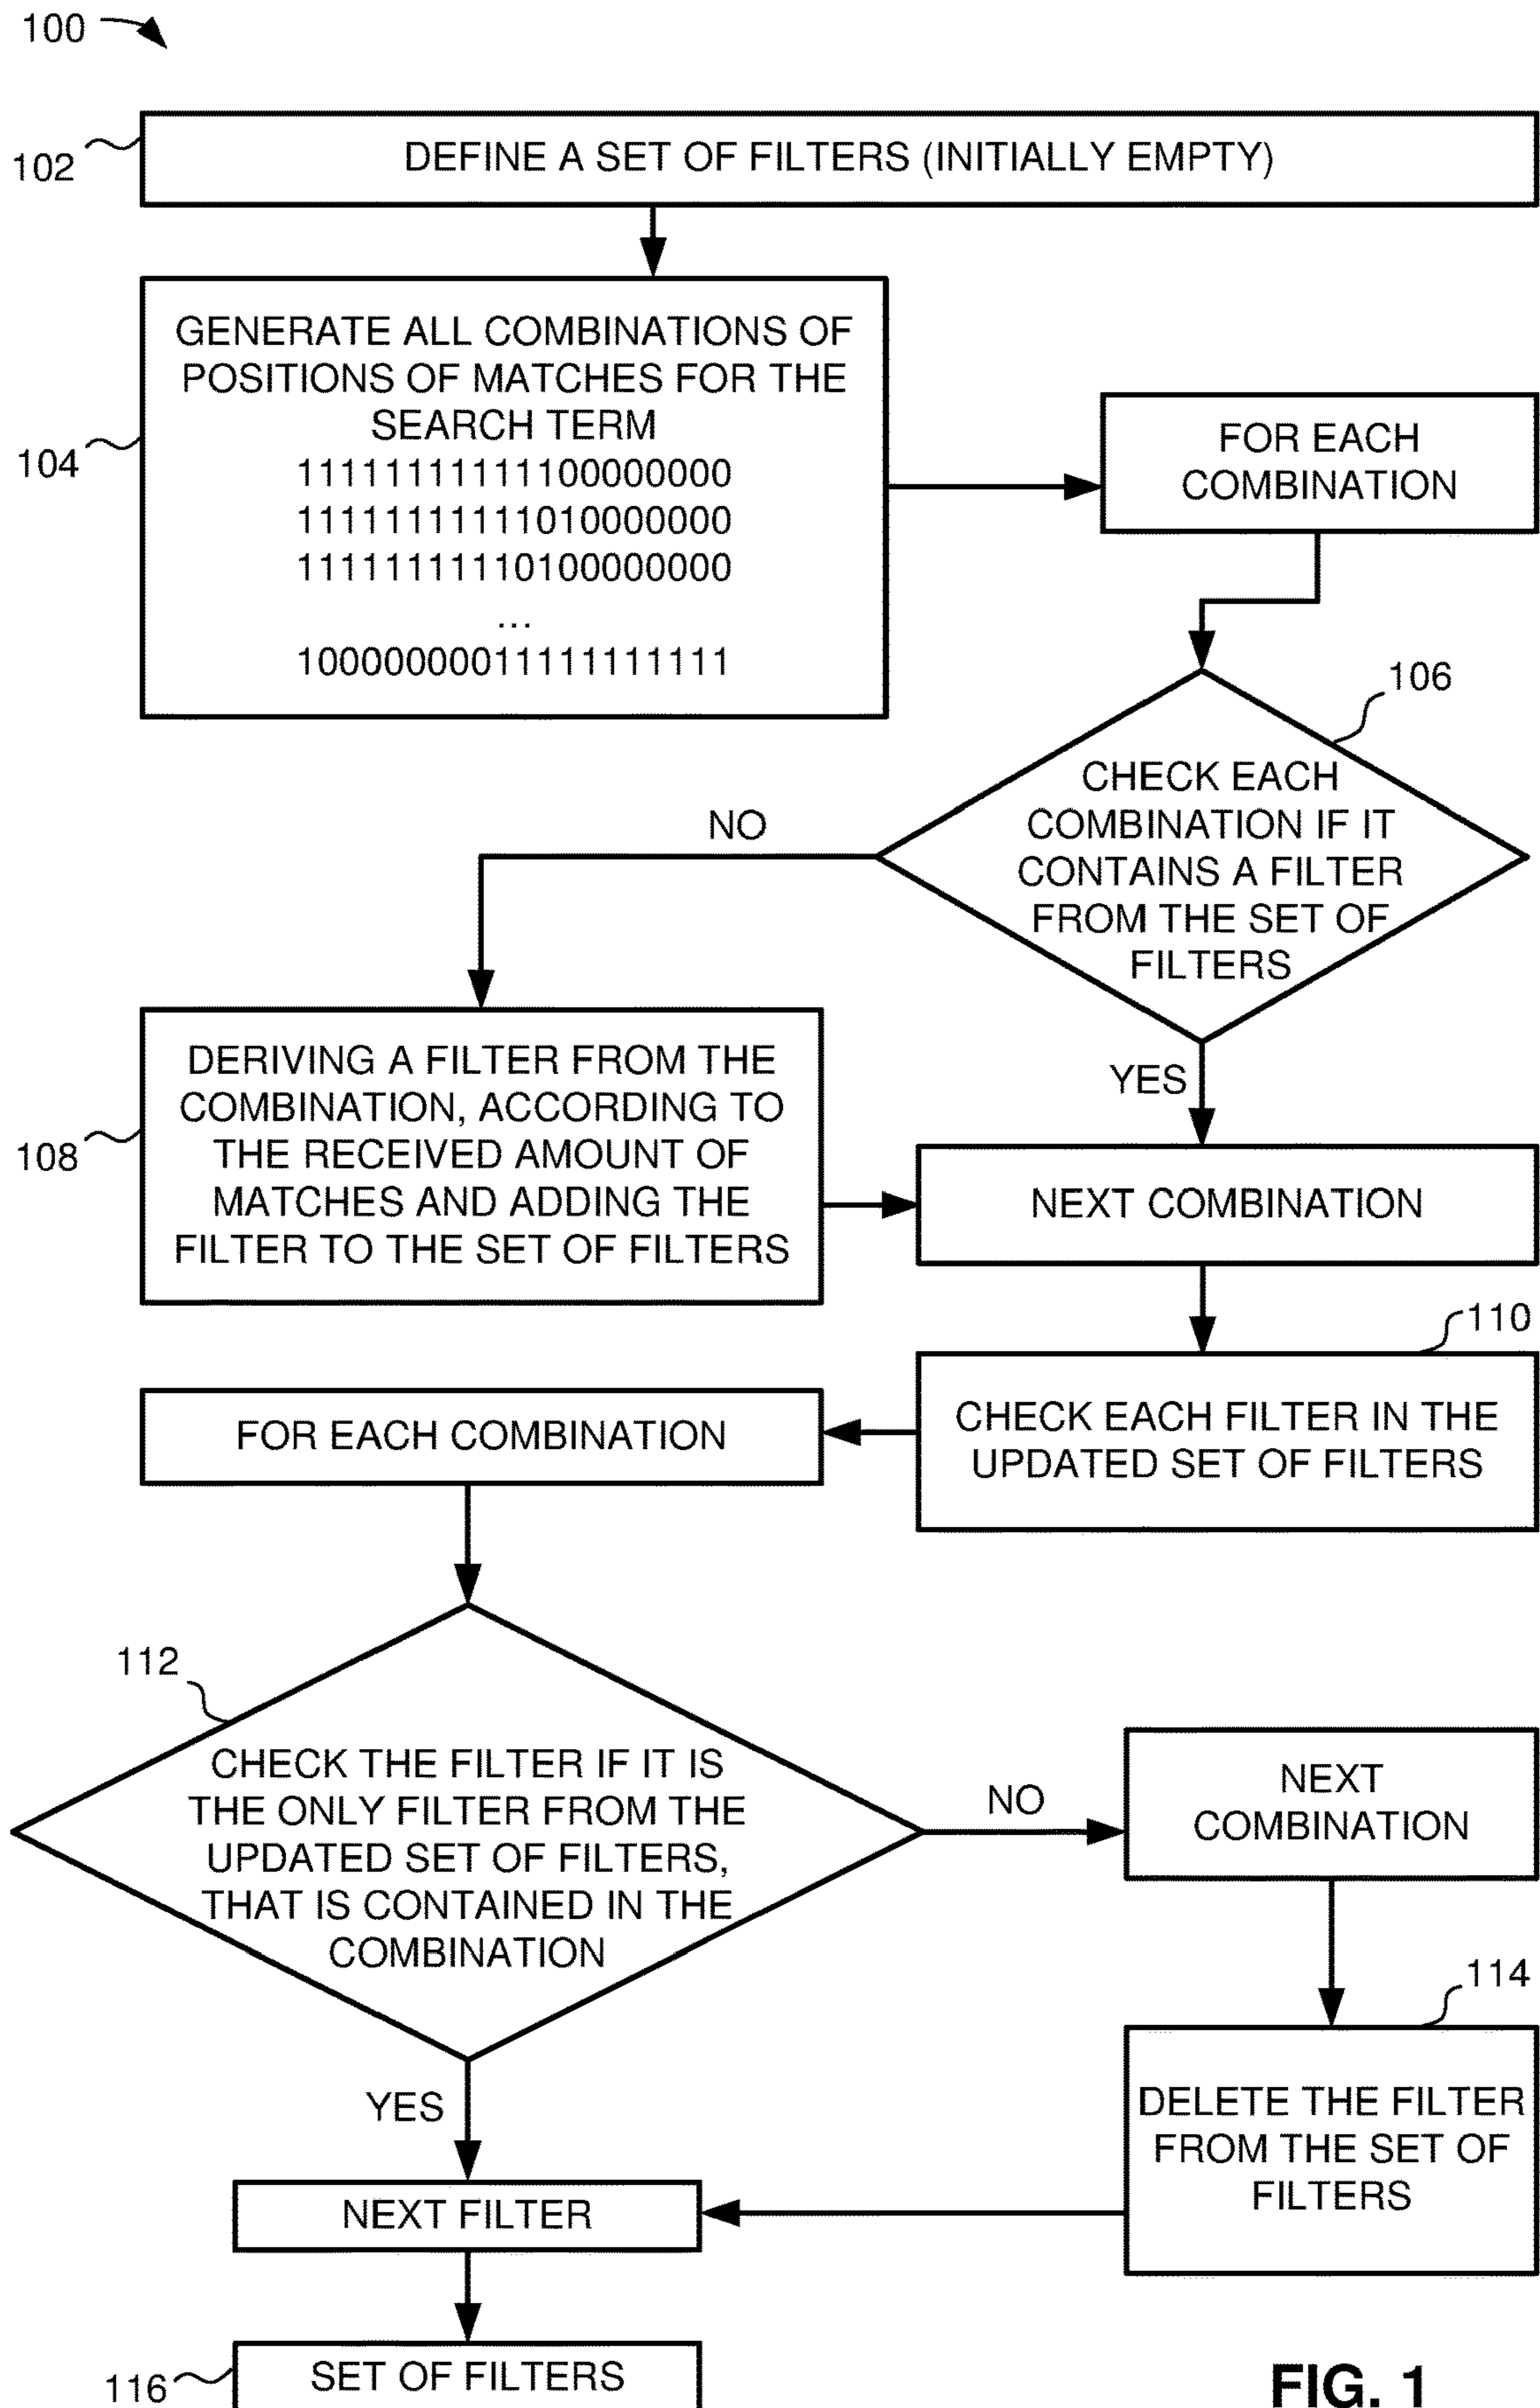 100
102
DEFINE A SET OF FILTERS (INITIALLY EMPTY)
104
GENERATE ALL COMBINATIONS OF
POSITIONS OF MATCHES FOR THE
SEARCH TERM
11111111111100000000
11111111111010000000
11111111110100000000
...
10000000011111111111
FOR EACH
COMBINATION
106
CHECK EACH
COMBINATION IF IT
CONTAINS A FILTER
FROM THE SET OF
FILTERS
NO
YES
108
DERIVING A FILTER FROM THE
COMBINATION, ACCORDING TO
THE RECEIVED AMOUNT OF
MATCHES AND ADDING THE
FILTER TO THE SET OF FILTERS
NEXT COMBINATION
110
CHECK EACH FILTER IN THE
UPDATED SET OF FILTERS
FOR EACH COMBINATION
112
CHECK THE FILTER IF IT IS
THE ONLY FILTER FROM THE
UPDATED SET OF FILTERS,
THAT IS CONTAINED IN THE
COMBINATION
NO
NEXT
COMBINATION
114
DELETE THE FILTER
FROM THE SET OF
FILTERS
YES
NEXT FILTER
116
SET OF FILTERS
FIG. 1